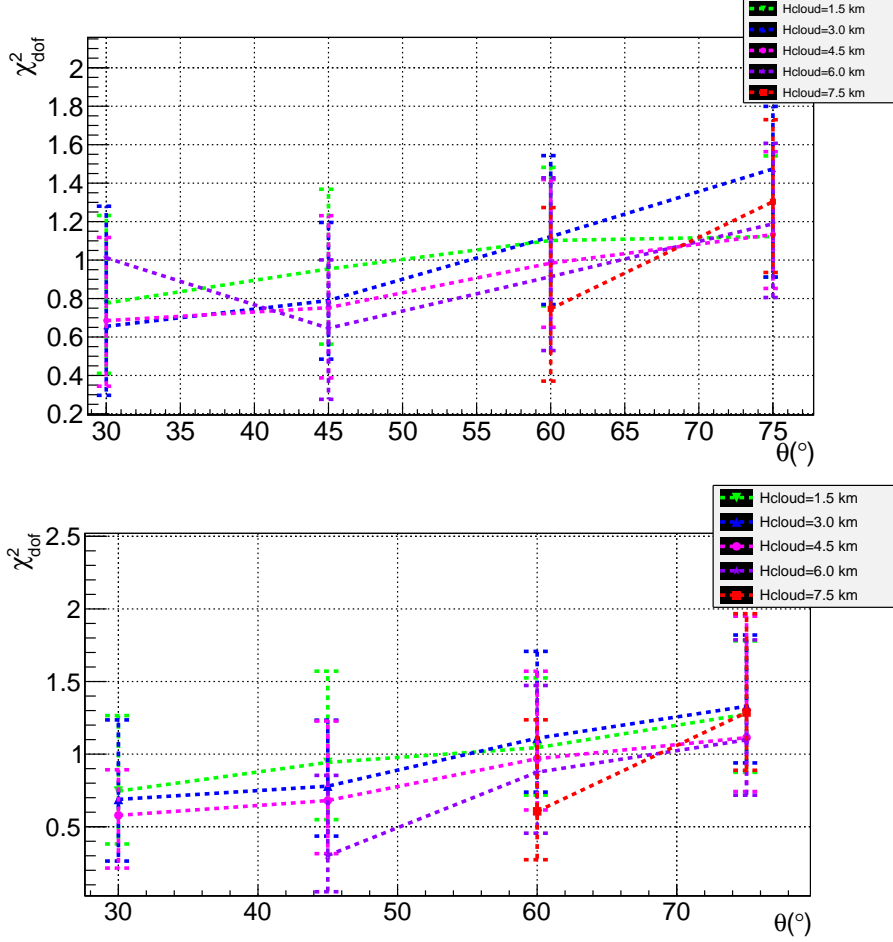 Hcloud=1.5 km
Hcloud=3.0 km
Hcloud=4.5 km
Hcloud=6.0 km
Hcloud=7.5 km
χ²dof
2
1.8
1.6
1.4
1.2
1
0.8
0.6
0.4
0.2
30 35 40 45 50 55 60 65 70 75
θ(°)
Hcloud=1.5 km
Hcloud=3.0 km
Hcloud=4.5 km
Hcloud=6.0 km
Hcloud=7.5 km
χ²dof
2.5
2
1.5
1
0.5
30 40 50 60 70
θ(°)